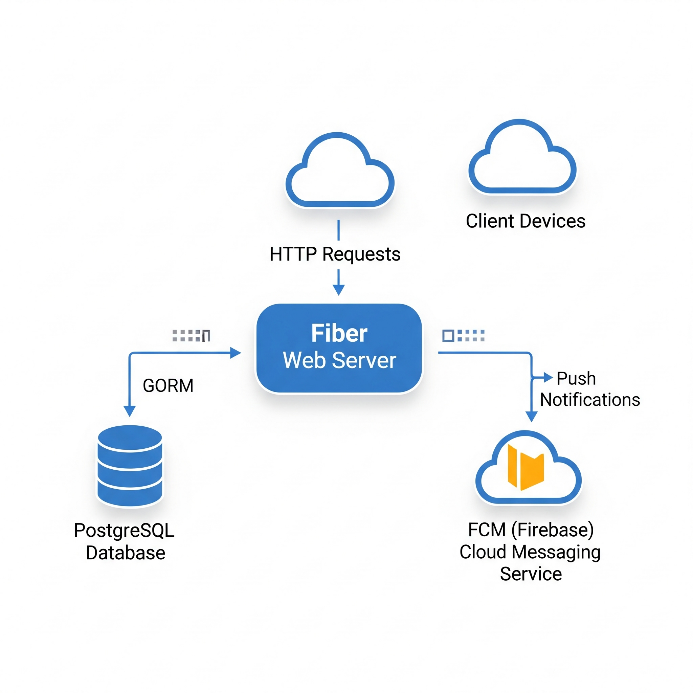 Client Devices
HTTP Requests
Fiber
Web Server
GORM
Push
Notifications
PostgreSQL
Database
FCM (Firebase)
Cloud Messaging
Service